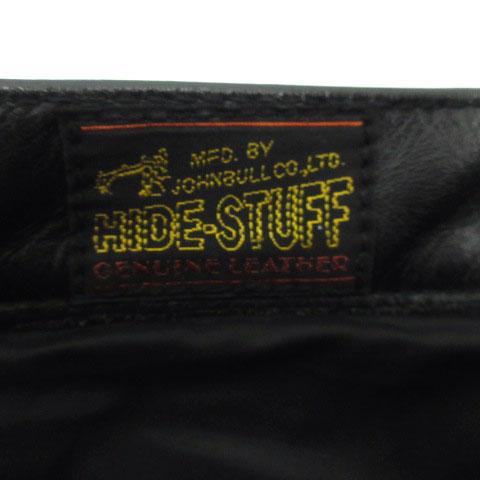 MFD. BY
JOHNBULL CO., LTD.
HIDE-STUFF
GENUINE LEATHER